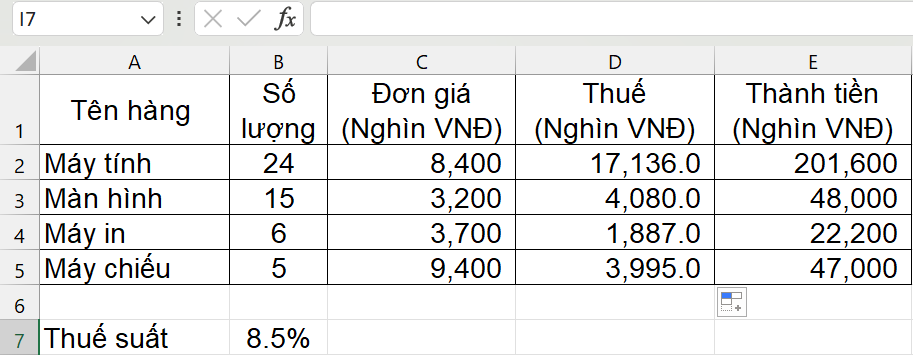 I7 fx
A B C D E
1 Tên hàng Số lượng Đơn giá (Nghìn VNĐ) Thuế (Nghìn VNĐ) Thành tiền (Nghìn VNĐ)
2 Máy tính 24 8,400 17,136.0 201,600
3 Màn hình 15 3,200 4,080.0 48,000
4 Máy in 6 3,700 1,887.0 22,200
5 Máy chiếu 5 9,400 3,995.0 47,000
6
7 Thuế suất 8.5%